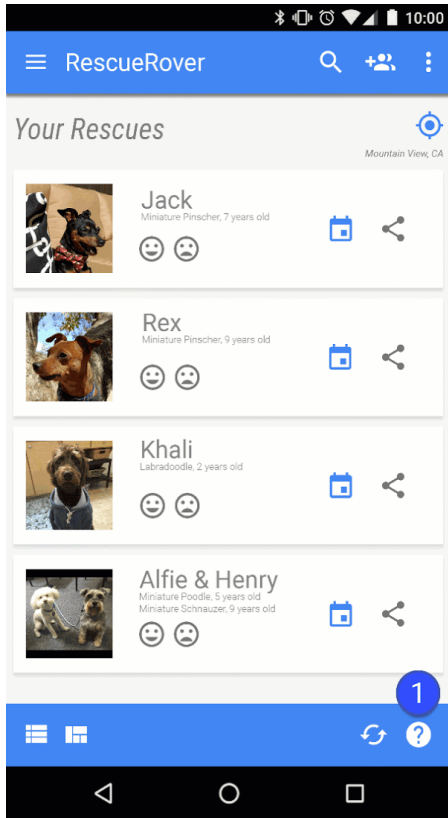 10:00
RescueRover
Your Rescues
Mountain View, CA
Jack
Miniature Pinscher, 7 years old
Rex
Miniature Pinscher, 9 years old
Khali
Labradoodle, 2 years old
Alfie & Henry
Miniature Poodle, 5 years old
Miniature Schnauzer, 9 years old
1
?